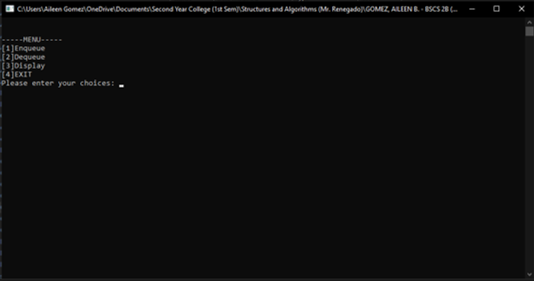 C:\Users\Aileen Gomez\OneDrive\Documents\Second Year College (1st Sem)\Structures and Algorithms (Mr. Renegado)\GOMEZ, AILEEN B. - BSCS 2B (...
-----MENU-----
[1]Enqueue
[2]Dequeue
[3]Display
[4]EXIT
Please enter your choices: